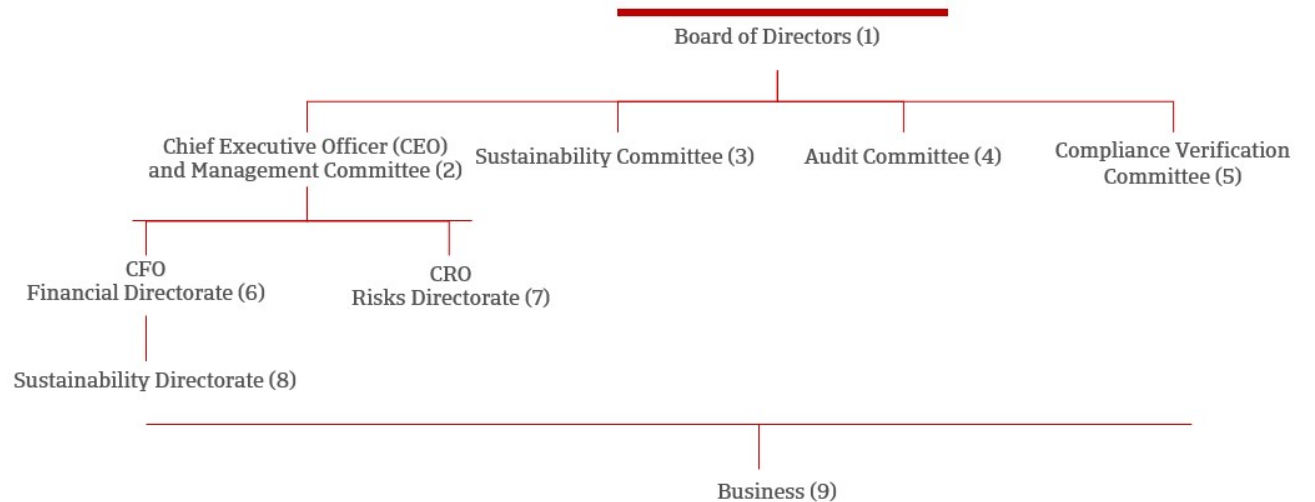 Board of Directors (1)
Chief Executive Officer (CEO)
and Management Committee (2)
Sustainability Committee (3)
Audit Committee (4)
Compliance Verification
Committee (5)
CFO
Financial Directorate (6)
CRO
Risks Directorate (7)
Sustainability Directorate (8)
Business (9)